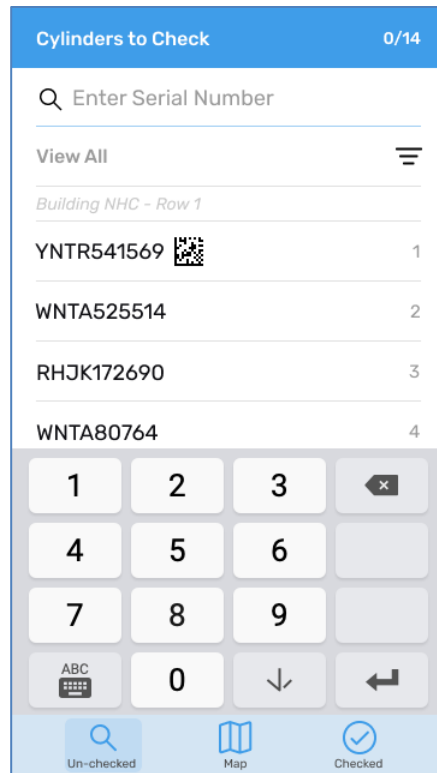 Cylinders to Check 0/14
Enter Serial Number
View All
Building NHC - Row 1
YNTR541569 1
WNTA525514 2
RHJK172690 3
WNTA80764 4
1 2 3
4 5 6
7 8 9
ABC 0
Un-checked Map Checked